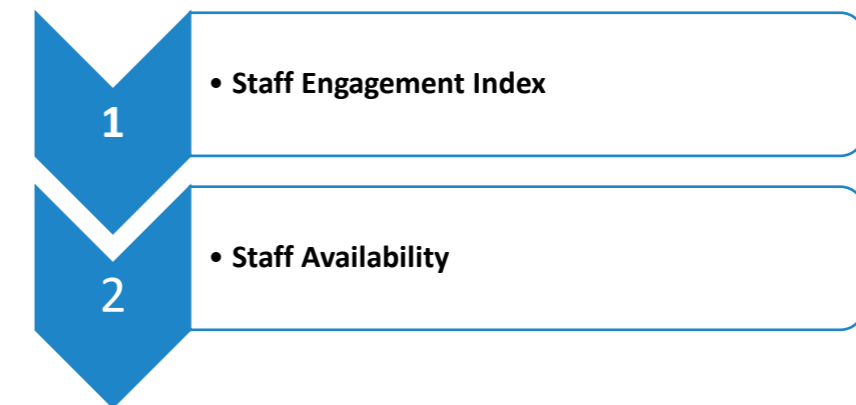 1
• Staff Engagement Index
2
• Staff Availability